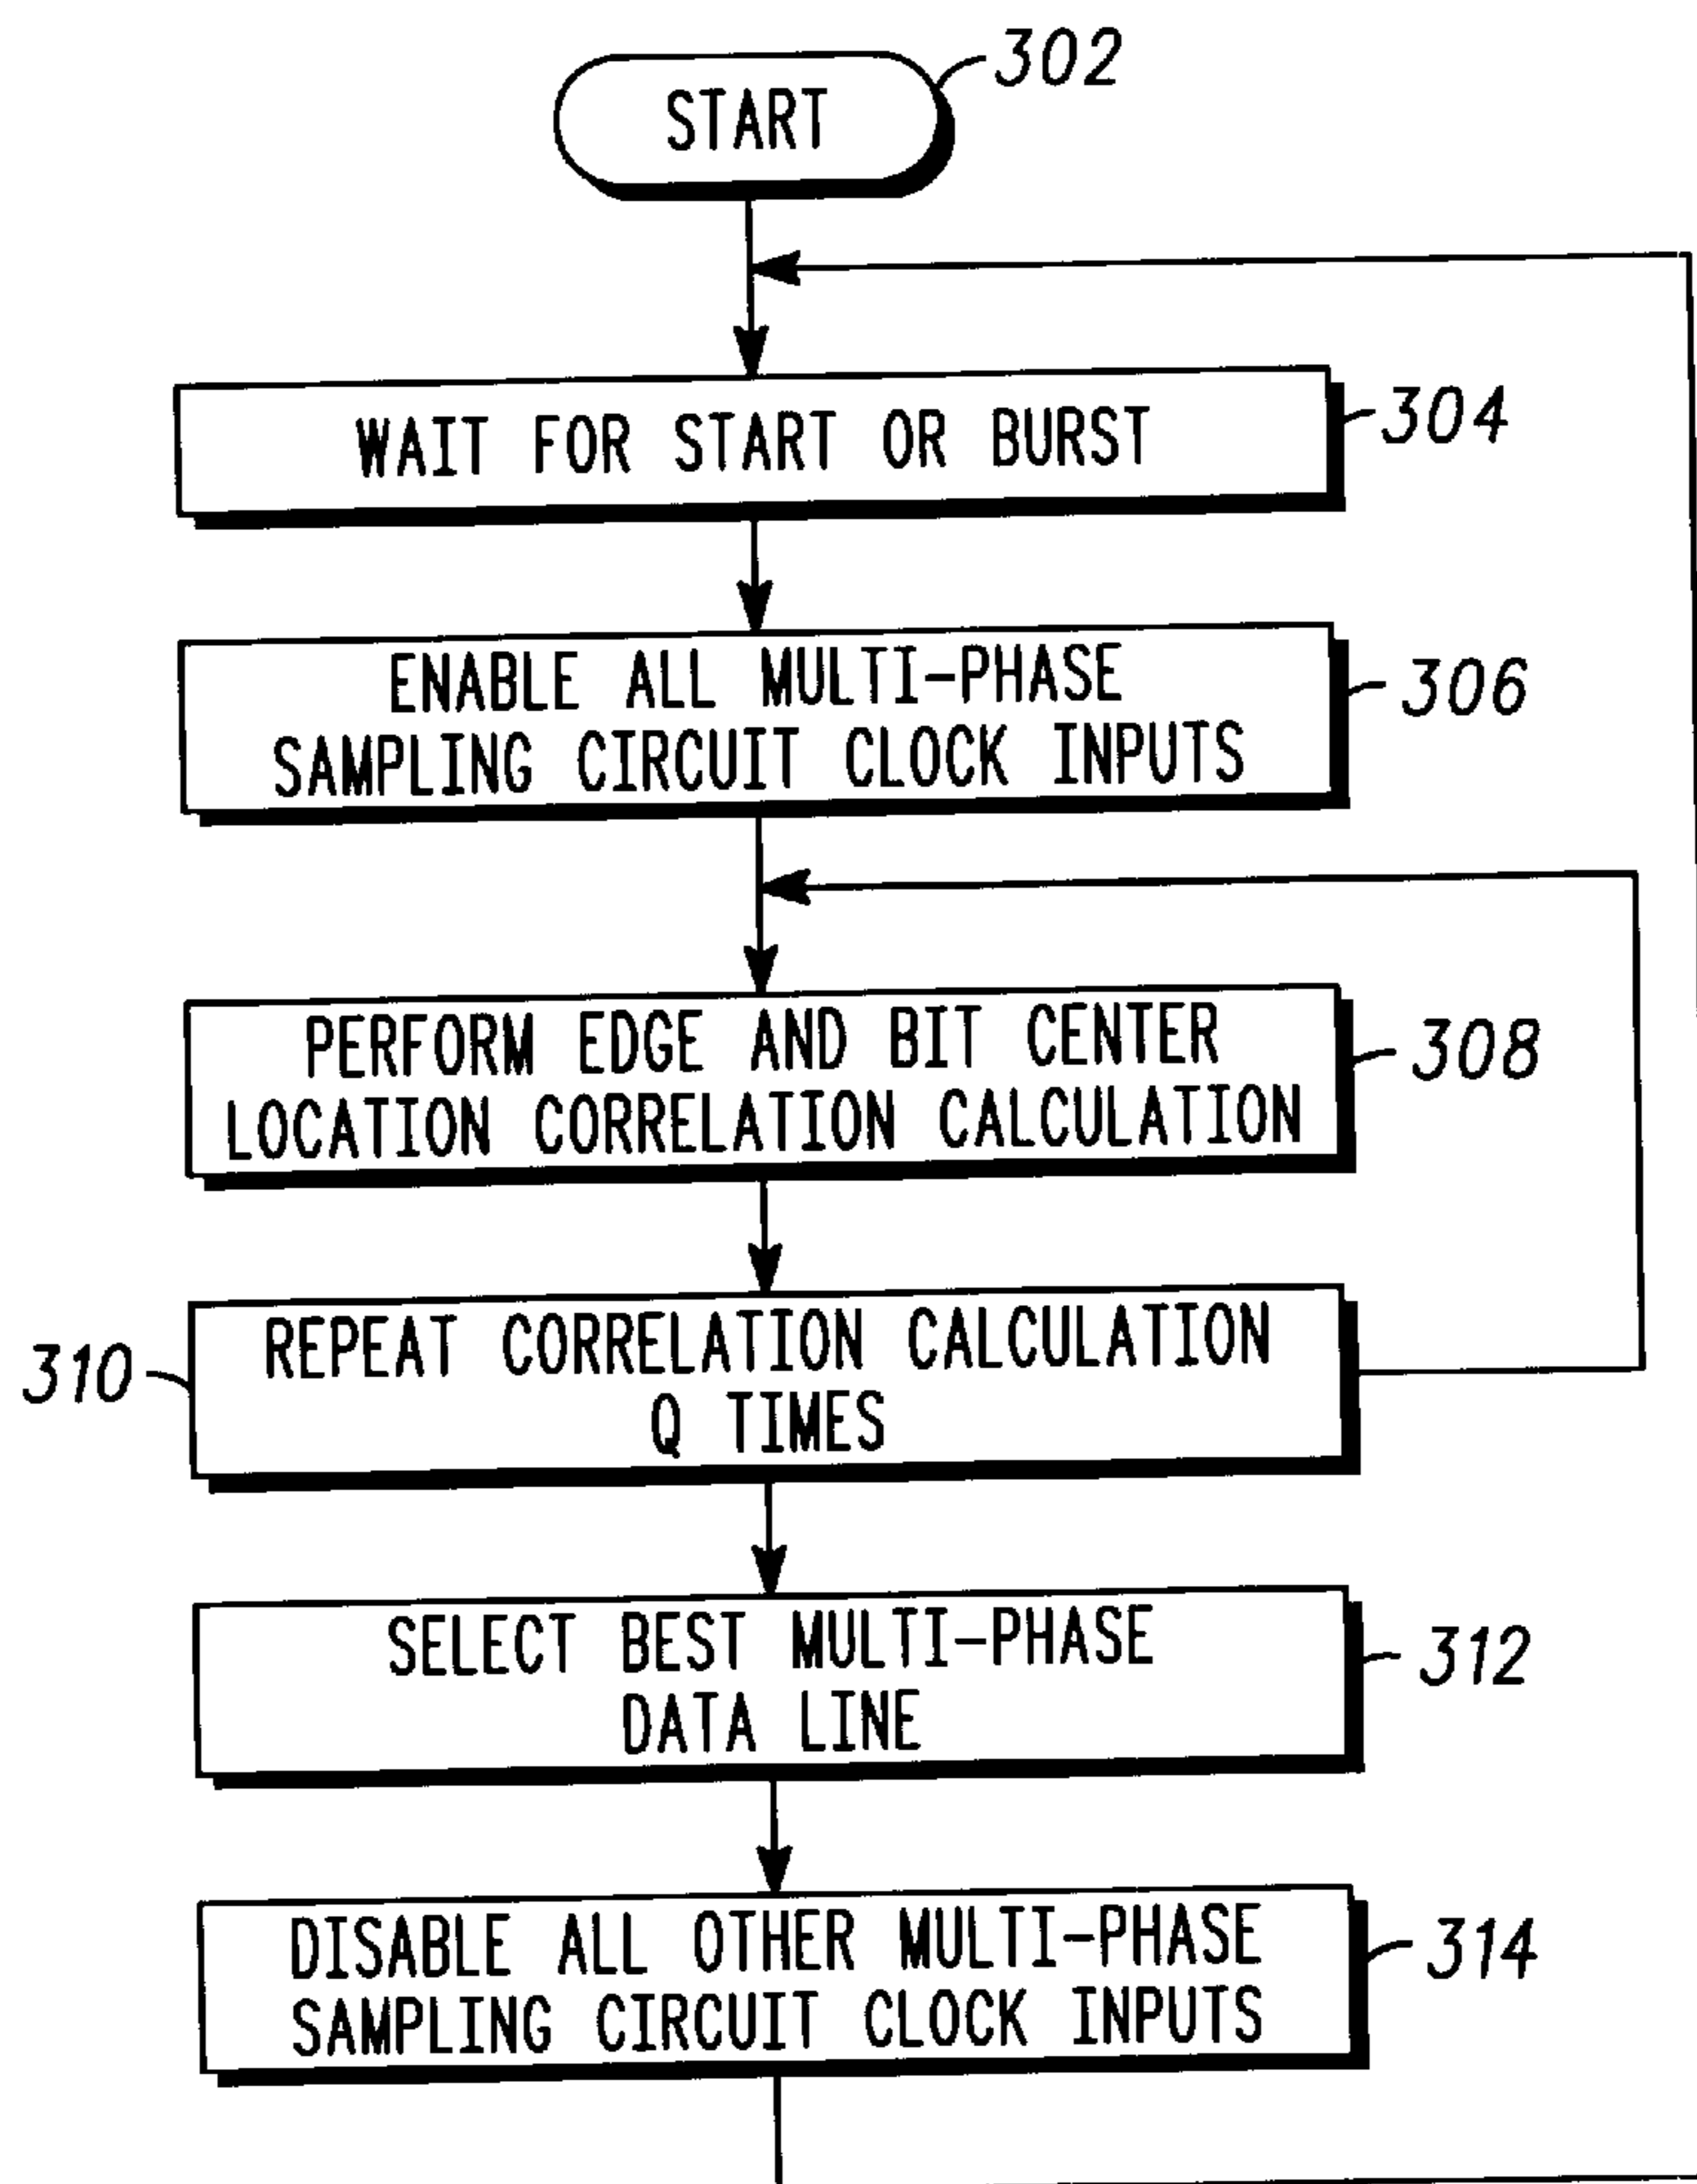 START
302
WAIT FOR START OR BURST
304
ENABLE ALL MULTI-PHASE
SAMPLING CIRCUIT CLOCK INPUTS
306
PERFORM EDGE AND BIT CENTER
LOCATION CORRELATION CALCULATION
308
REPEAT CORRELATION CALCULATION
Q TIMES
310
SELECT BEST MULTI-PHASE
DATA LINE
312
DISABLE ALL OTHER MULTI-PHASE
SAMPLING CIRCUIT CLOCK INPUTS
314